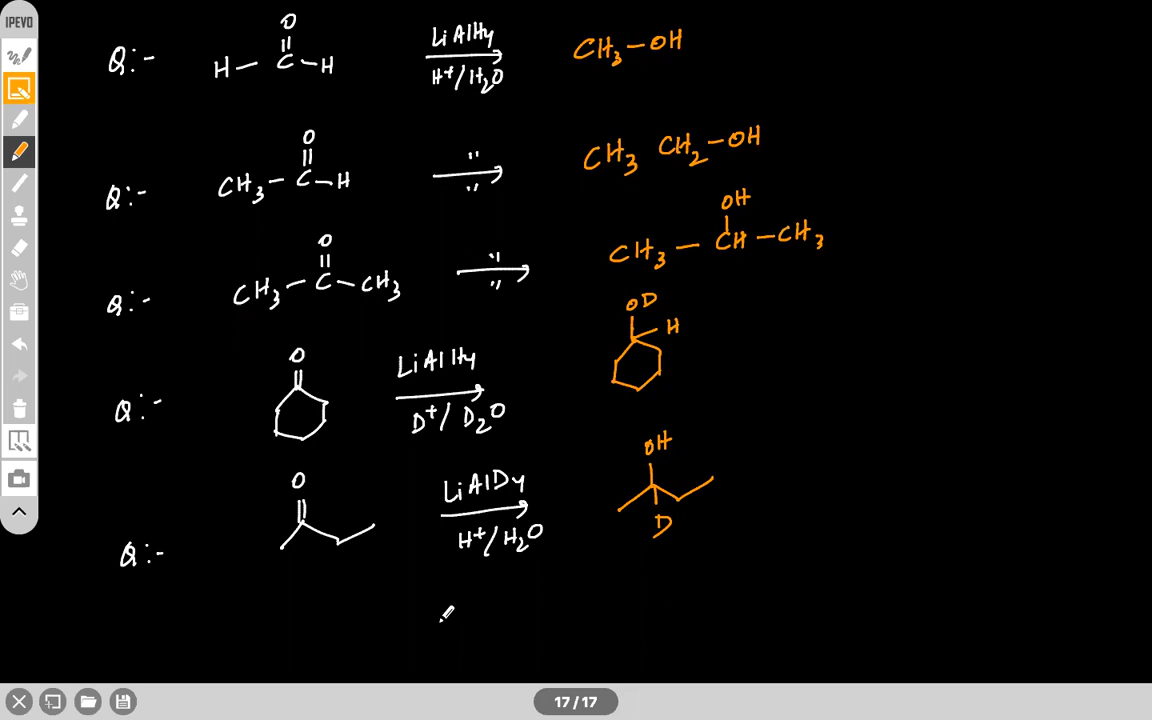 IPEVO
Q:- H-C-H O LiAlH4 H+/H2O CH3-OH
Q:- CH3-C-H O " " CH3 CH2-OH
Q:- CH3-C-CH3 O " " CH3-CH-CH3 OH
Q:- O LiAlH4 D+/D2O OD H
Q:- O LiAlD4 H+/H2O OH D
17/17